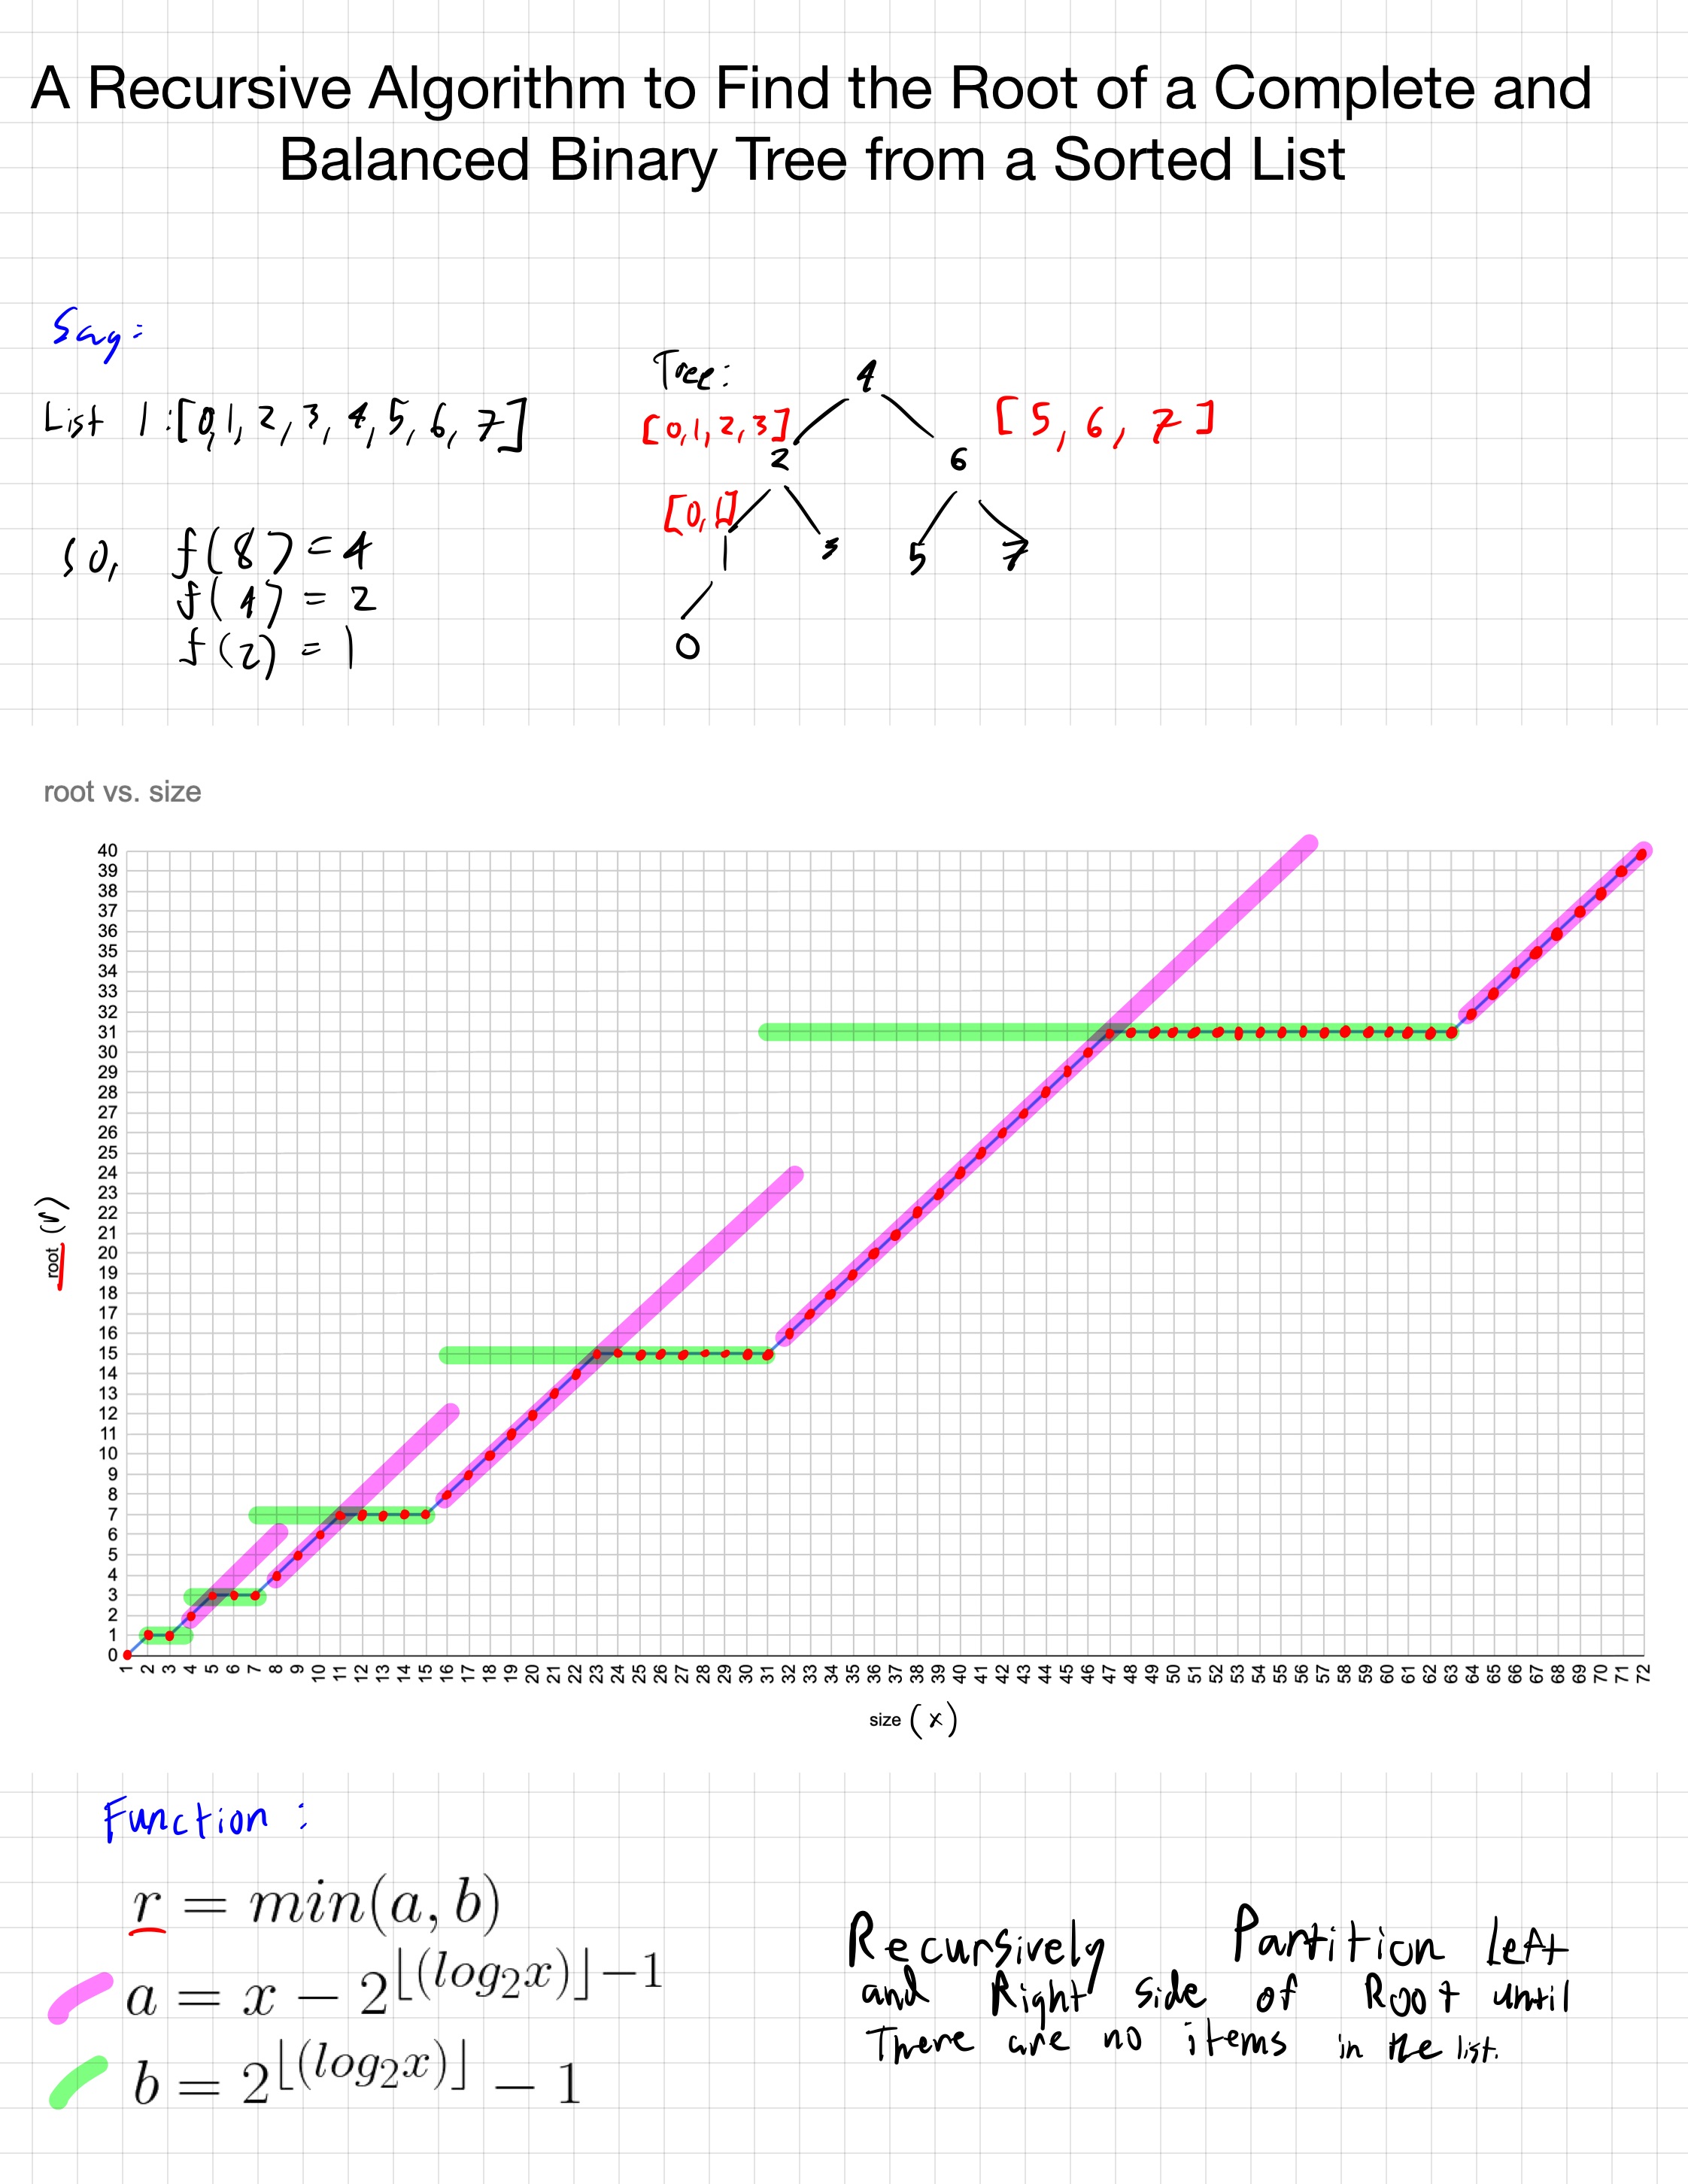 A Recursive Algorithm to Find the Root of a Complete and
Balanced Binary Tree from a Sorted List
Say:
List 1:[0,1,2,3,4,5,6,7]
so, f(8)=4
f(4)=2
f(2)=1
Tree:
4
[0,1,2,3]
[5,6,7]
2
6
[0,1]
1
3
5
7
0
root vs. size
40
39
38
37
36
35
34
33
32
31
30
29
28
27
26
25
24
23
22
21
20
19
18
17
16
15
14
13
12
11
10
9
8
7
6
5
4
3
2
1
0
root (r)
1 2 3 4 5 6 7 8 9 10 11 12 13 14 15 16 17 18 19 20 21 22 23 24 25 26 27 28 29 30 31 32 33 34 35 36 37 38 39 40 41 42 43 44 45 46 47 48 49 50 51 52 53 54 55 56 57 58 59 60 61 62 63 64 65 66 67 68 69 70 71 72
size (x)
Function:
r = min(a, b)
a = x − 2^{⌊(log₂x)⌋−1}
b = 2^{⌊(log₂x)⌋} − 1
Recursively Partition Left
and Right side of Root until
There are no items in the list.